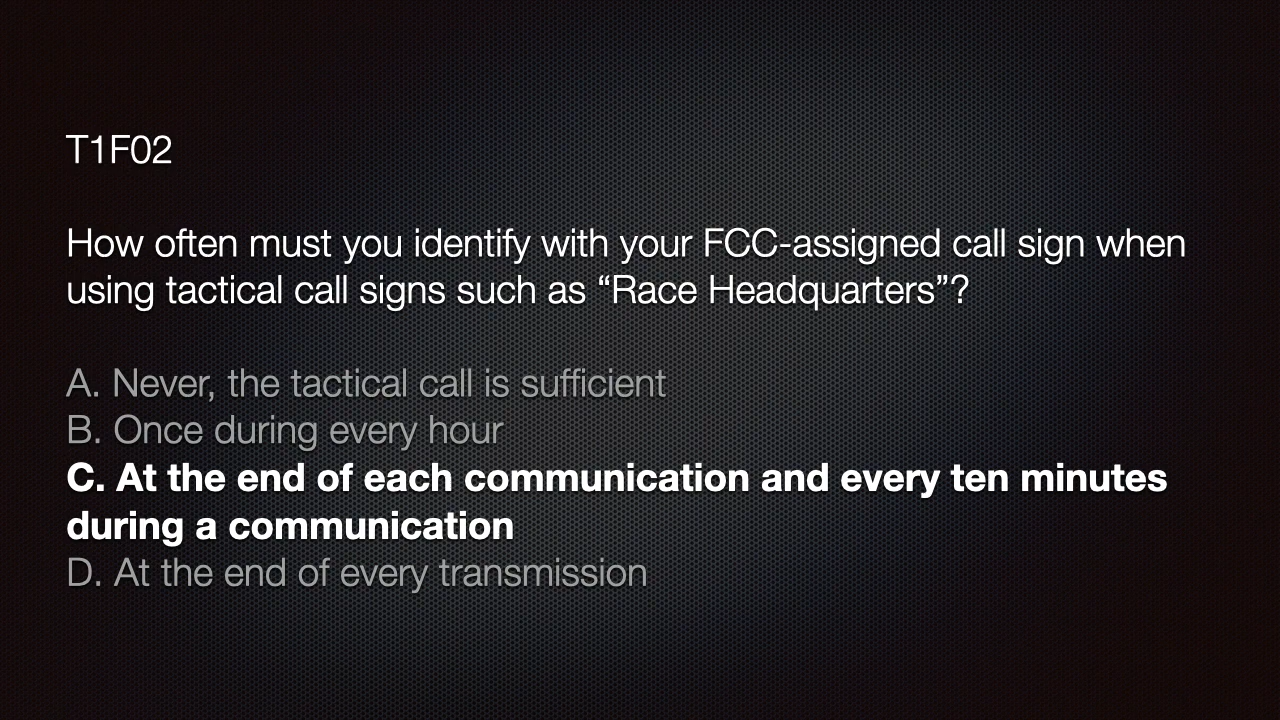 T1F02
How often must you identify with your FCC-assigned call sign when
using tactical call signs such as “Race Headquarters”?
A. Never, the tactical call is sufficient
B. Once during every hour
C. At the end of each communication and every ten minutes
during a communication
D. At the end of every transmission